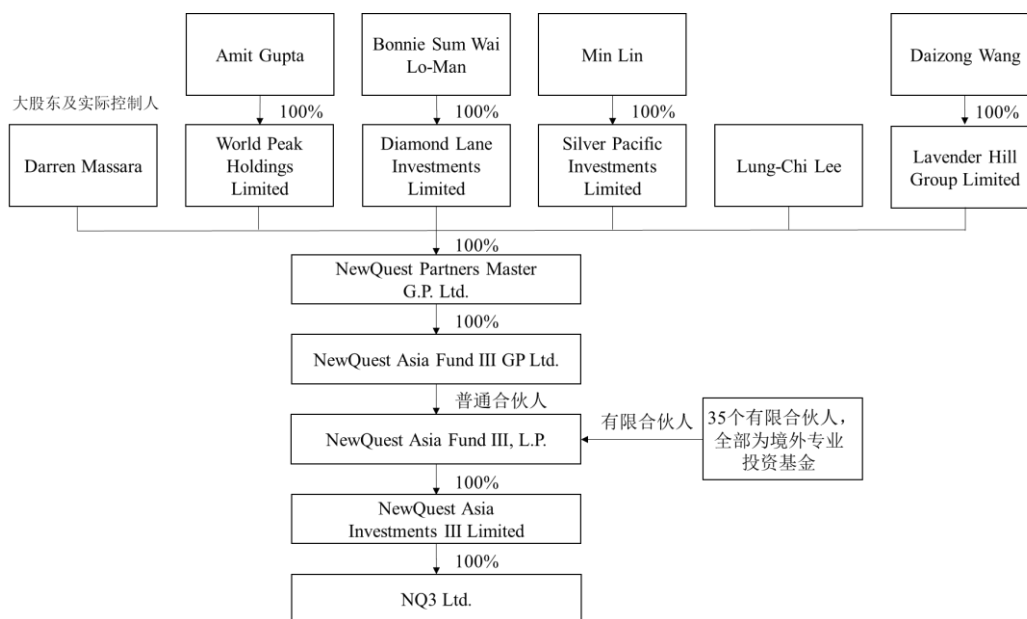 Amit Gupta
Bonnie Sum Wai
Lo-Man
Min Lin
Daizong Wang
大股东及实际控制人
100%
100%
100%
100%
Darren Massara
World Peak
Holdings
Limited
Diamond Lane
Investments
Limited
Silver Pacific
Investments
Limited
Lung-Chi Lee
Lavender Hill
Group Limited
100%
NewQuest Partners Master
G.P. Ltd.
100%
NewQuest Asia Fund III GP Ltd.
普通合伙人
有限合伙人
35个有限合伙人，
全部为境外专业
投资基金
NewQuest Asia Fund III, L.P.
100%
NewQuest Asia
Investments III Limited
100%
NQ3 Ltd.